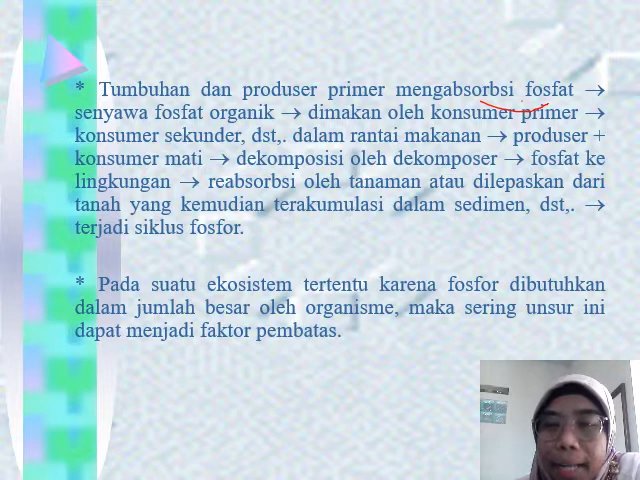 * Tumbuhan dan produser primer mengabsorbsi fosfat →
senyawa fosfat organik → dimakan oleh konsumer primer →
konsumer sekunder, dst,. dalam rantai makanan → produser +
konsumer mati → dekomposisi oleh dekomposer → fosfat ke
lingkungan → reabsorbsi oleh tanaman atau dilepaskan dari
tanah yang kemudian terakumulasi dalam sedimen, dst,. →
terjadi siklus fosfor.
* Pada suatu ekosistem tertentu karena fosfor dibutuhkan
dalam jumlah besar oleh organisme, maka sering unsur ini
dapat menjadi faktor pembatas.